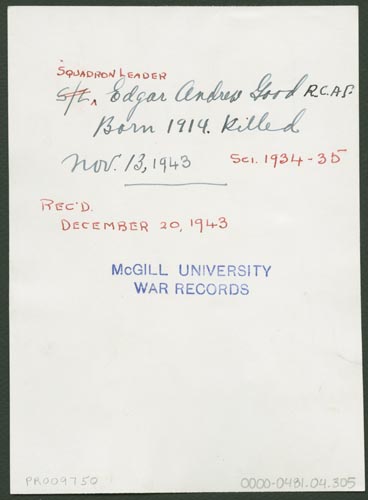 SQUADRON LEADER
S/L ^ Edgar Andrew Good R.C.A.F.
Born 1914. Killed
Nov. 13, 1943 Sci. 1934-35
REC'D.
DECEMBER 20, 1943
McGILL UNIVERSITY
WAR RECORDS
PR009750 0000-0481.04.305